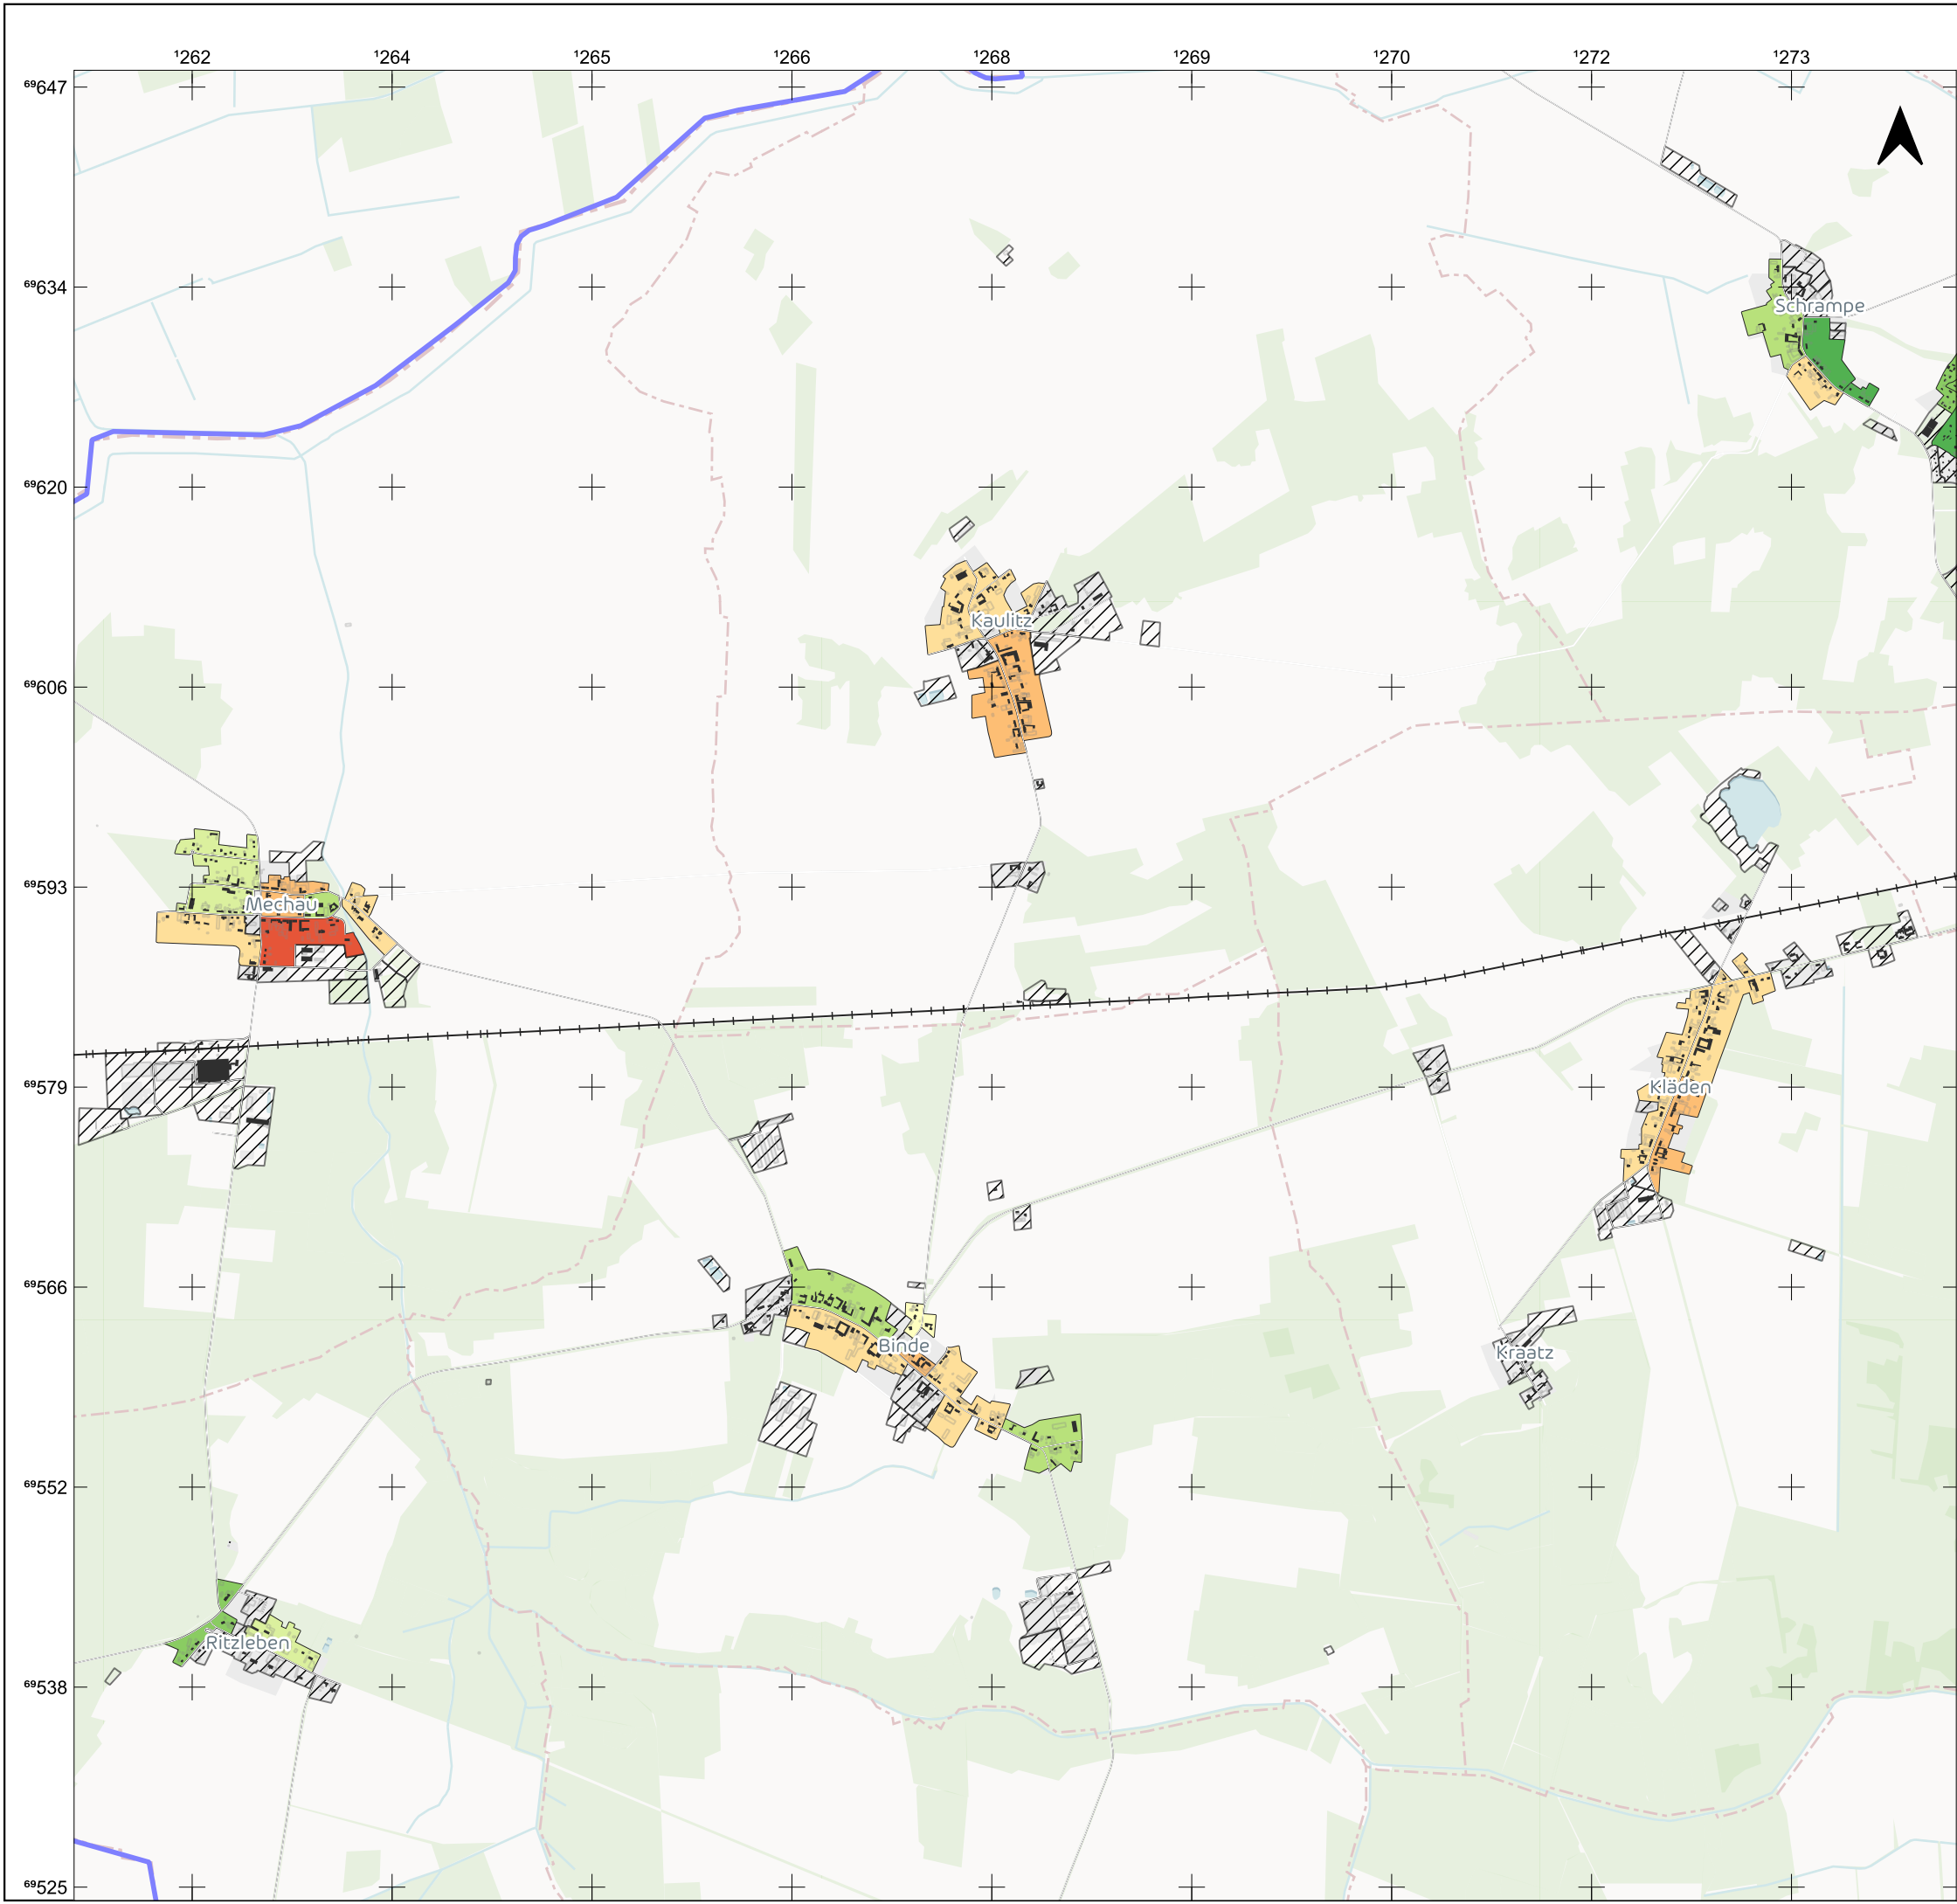 ¹262 ¹264 ¹265 ¹266 ¹268 ¹269 ¹270 ¹272 ¹273
⁶⁹647
⁶⁹634
Schrampe
⁶⁹620
Kaulitz
⁶⁹606
⁶⁹593
Mechau
⁶⁹579
Kläden
⁶⁹566
Binde
Kraatz
⁶⁹552
Ritzleben
⁶⁹538
⁶⁹525